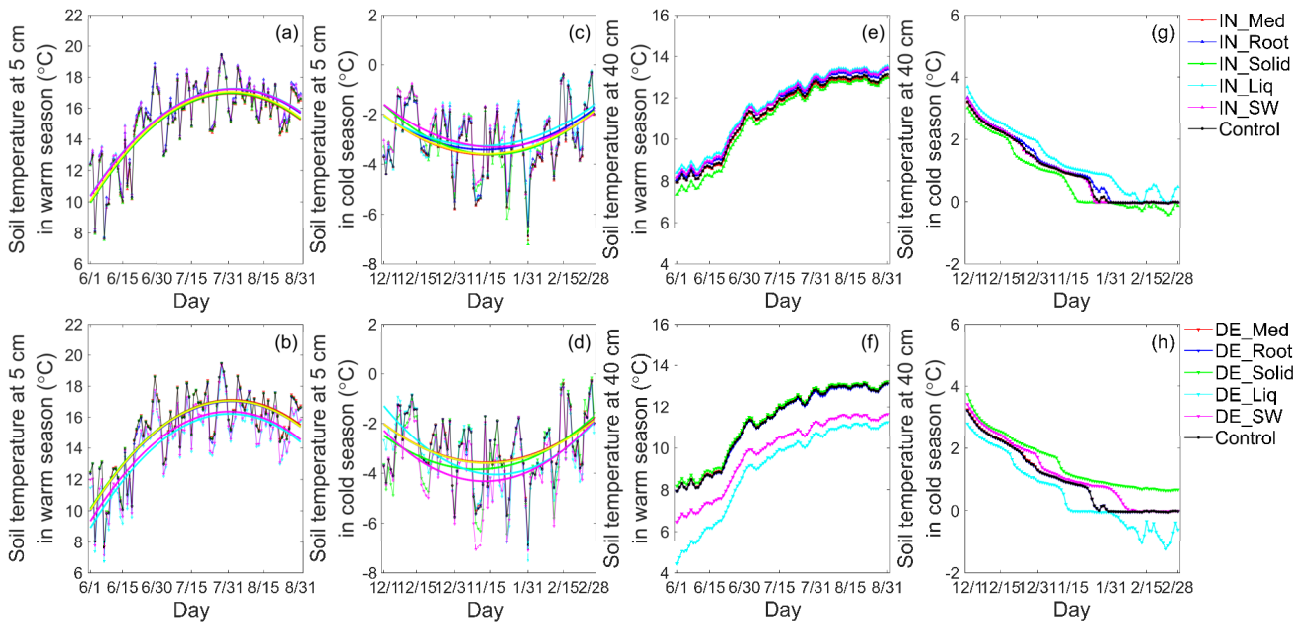 Soil temperature at 5 cm
in warm season (°C)
22
20
18
16
14
12
10
8
6
(a)
6/1
6/15
6/30
7/15
7/31
8/15
8/31
Day
Soil temperature at 5 cm
in cold season (°C)
2
0
-2
-4
-6
-8
(c)
12/1
12/15
12/31
1/15
1/31
2/15
2/28
Day
Soil temperature at 40 cm
in warm season (°C)
16
14
12
10
8
6
4
(e)
6/1
6/15
6/30
7/15
7/31
8/15
8/31
Day
Soil temperature at 40 cm
in cold season (°C)
6
4
2
0
-2
(g)
12/1
12/15
12/31
1/15
1/31
2/15
2/28
Day
IN_Med
IN_Root
IN_Solid
IN_Liq
IN_SW
Control
Soil temperature at 5 cm
in warm season (°C)
22
20
18
16
14
12
10
8
6
(b)
6/1
6/15
6/30
7/15
7/31
8/15
8/31
Day
Soil temperature at 5 cm
in cold season (°C)
2
0
-2
-4
-6
-8
(d)
12/1
12/15
12/31
1/15
1/31
2/15
2/28
Day
Soil temperature at 40 cm
in warm season (°C)
16
14
12
10
8
6
4
(f)
6/1
6/15
6/30
7/15
7/31
8/15
8/31
Day
Soil temperature at 40 cm
in cold season (°C)
6
4
2
0
-2
(h)
12/1
12/15
12/31
1/15
1/31
2/15
2/28
Day
DE_Med
DE_Root
DE_Solid
DE_Liq
DE_SW
Control